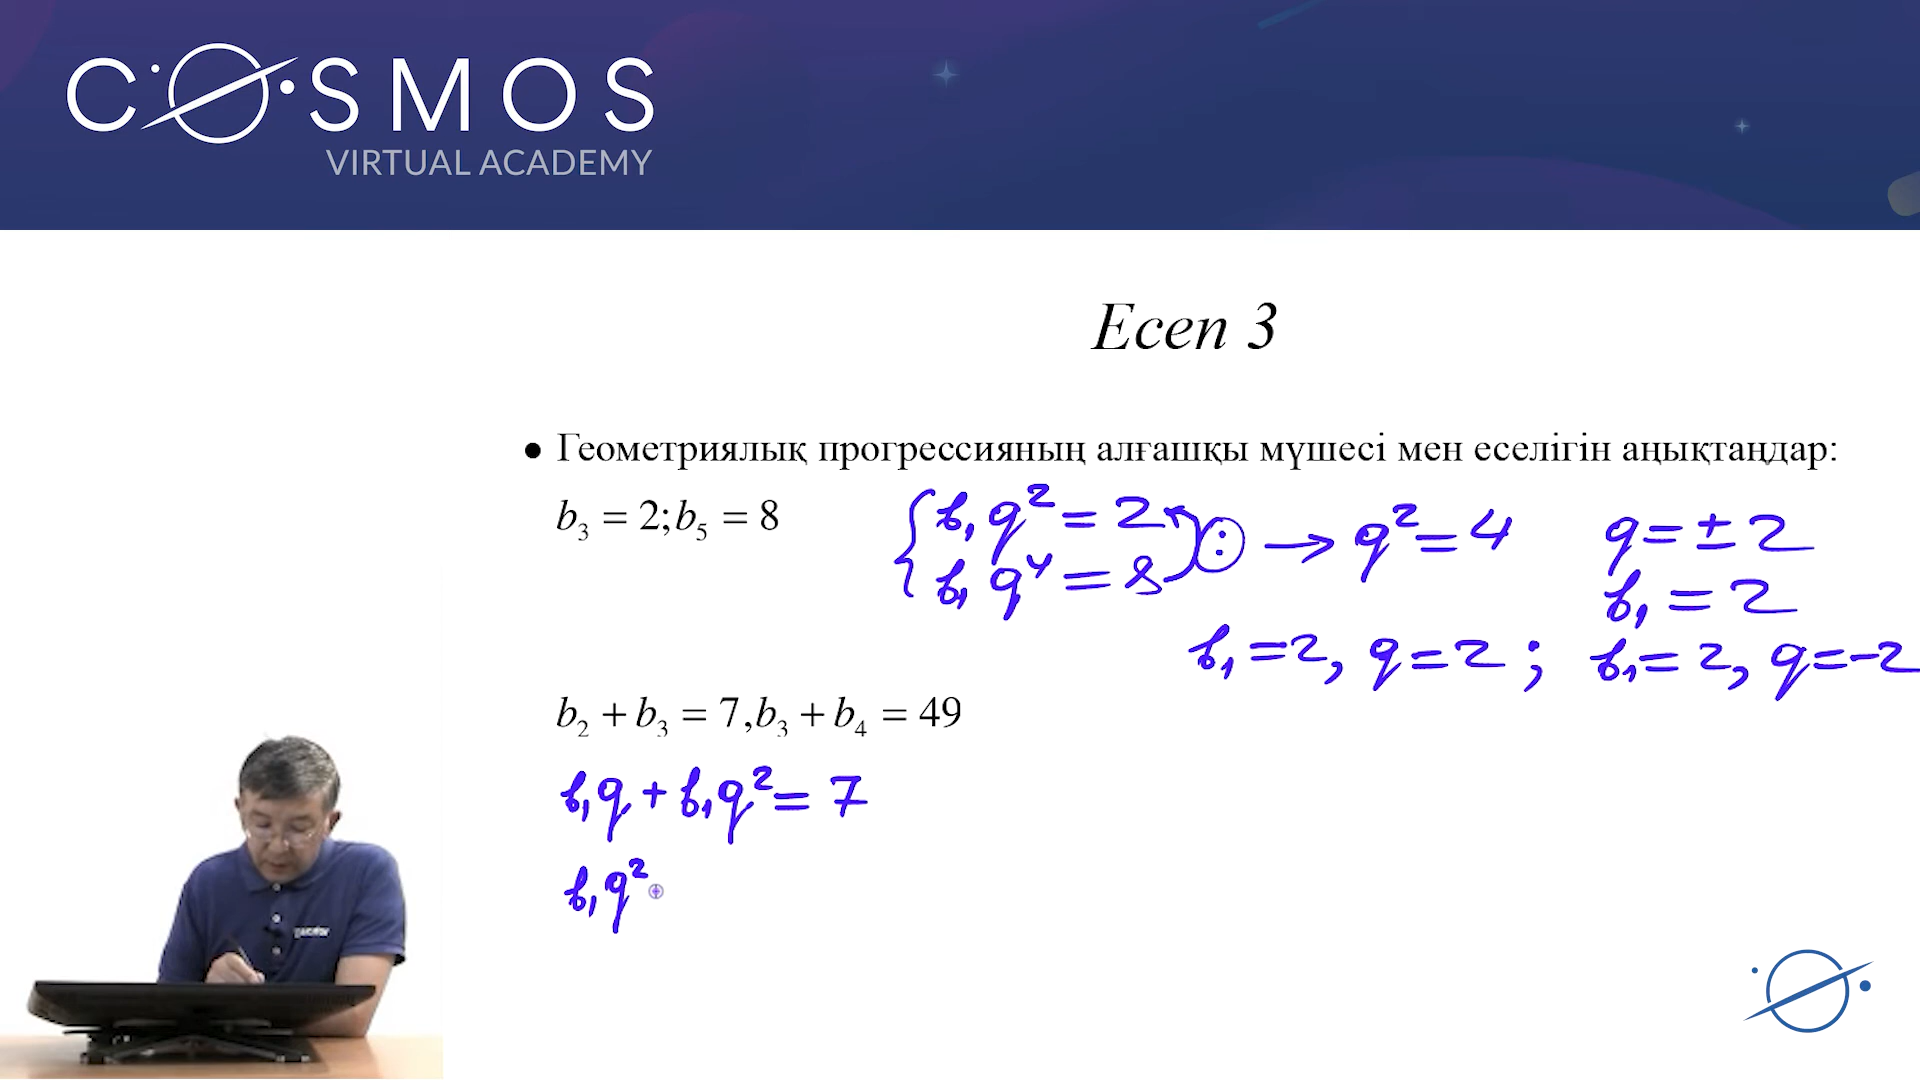 COSMOS
VIRTUAL ACADEMY
Есеп 3
• Геометриялық прогрессияның алғашқы мүшесі мен еселігін аңықтаңдар:
b₃ = 2; b₅ = 8
{ b₁q² = 2
b₁q⁴ = 8
: → q² = 4
q = ± 2
b₁ = 2
b₁ = 2, q = 2 ; b₁ = 2, q = -2
b₂ + b₃ = 7, b₃ + b₄ = 49
b₁q + b₁q² = 7
b₁q²